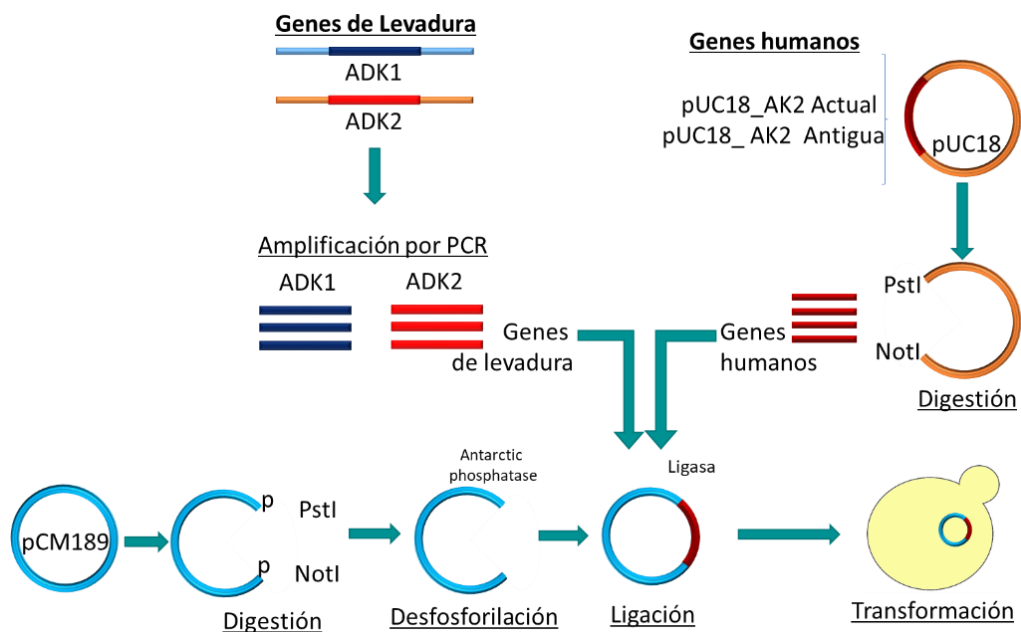 Genes de Levadura
ADK1
ADK2
Genes humanos
pUC18_AK2 Actual
pUC18_ AK2 Antigua
pUC18
Amplificación por PCR
ADK1
ADK2
Genes
de levadura
Genes
humanos
PstI
NotI
Digestión
pCM189
p
p
PstI
NotI
Digestión
Antarctic
phosphatase
Desfosforilación
Ligasa
Ligación
Transformación